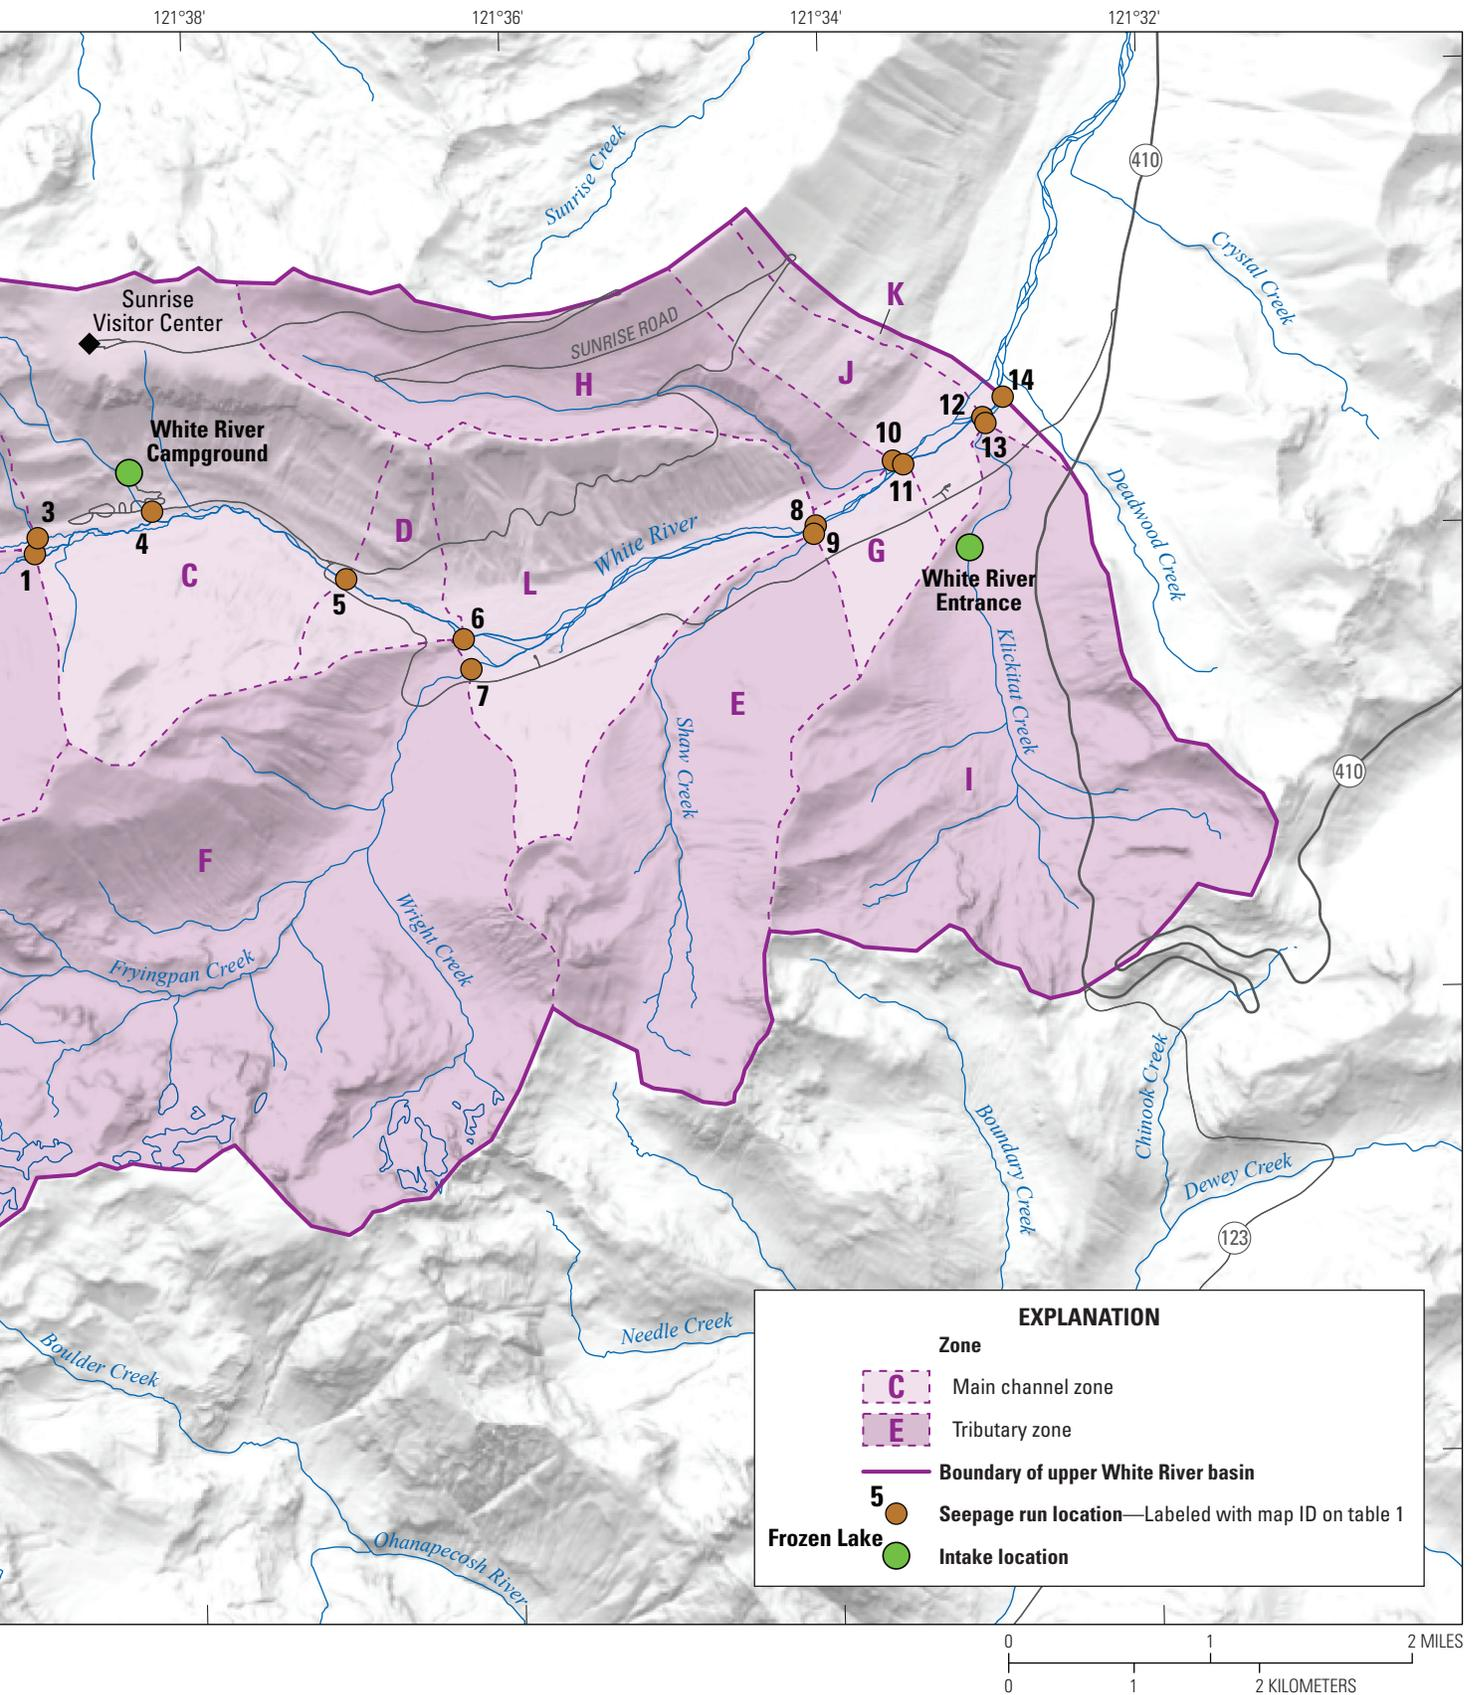 121°38'
121°36'
121°34'
121°32'
410
Sunrise Creek
Crystal Creek
Sunrise
Visitor Center
K
SUNRISE ROAD
H
J
14
12
13
White River
Campground
10
11
Deadwood Creek
3
4
1
C
D
8
9
White River
G
L
5
6
7
White River
Entrance
Klickitat Creek
E
Shaw Creek
I
410
F
Wright Creek
Fryingpan Creek
Chinook Creek
Boundary Creek
Dewey Creek
123
Needle Creek
Boulder Creek
Ohanapecosh River
EXPLANATION
Zone
C Main channel zone
E Tributary zone
Boundary of upper White River basin
5 Seepage run location—Labeled with map ID on table 1
Frozen Lake Intake location
0 1 2 MILES
0 1 2 KILOMETERS